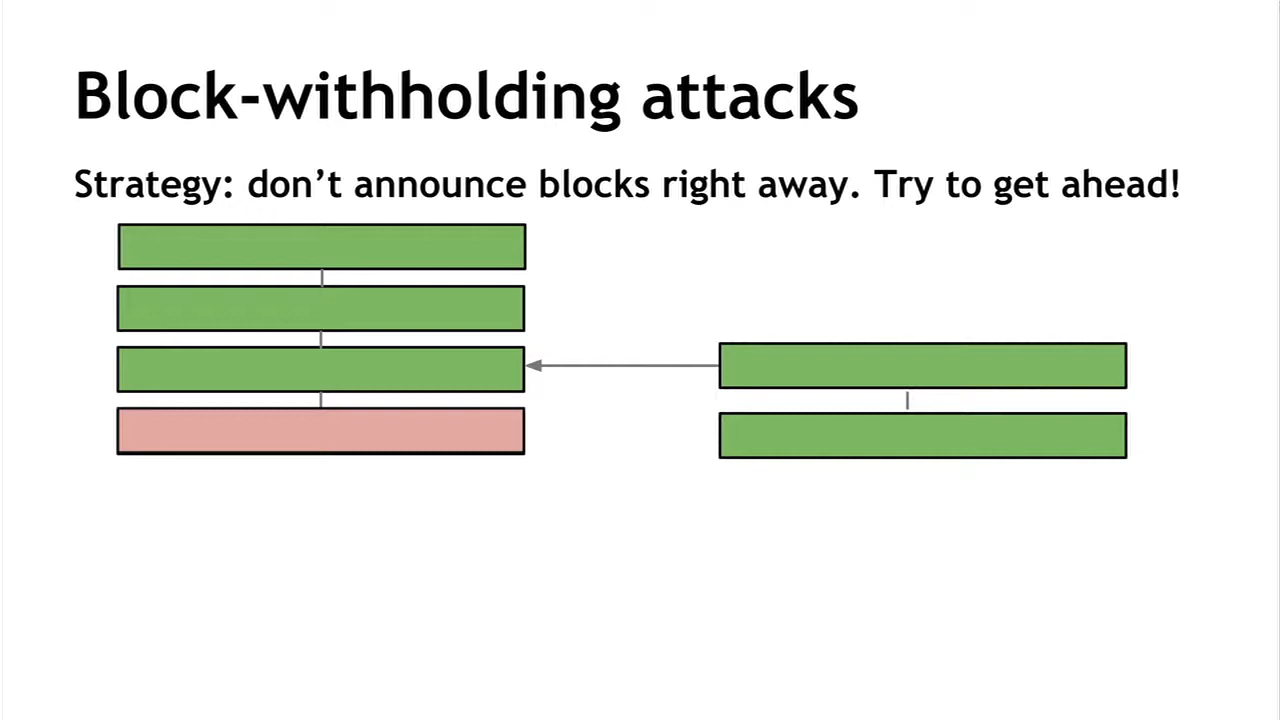 Block-withholding attacks
Strategy: don’t announce blocks right away. Try to get ahead!